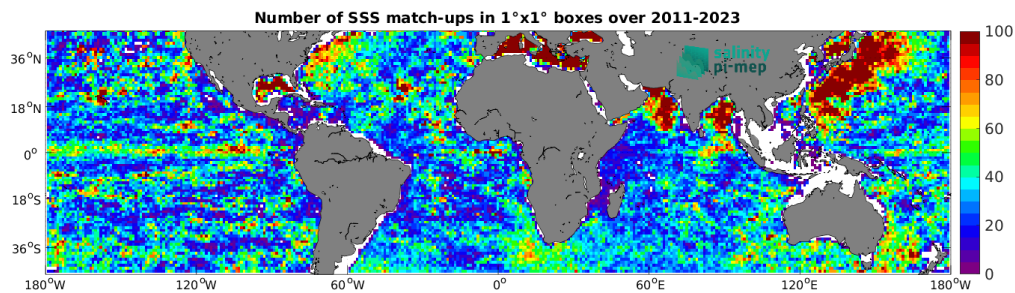 Number of SSS match-ups in 1°x1° boxes over 2011-2023
salinity
pi-mep
36°N
18°N
0°
18°S
36°S
180°W
120°W
60°W
0°
60°E
120°E
180°W
100
80
60
40
20
0